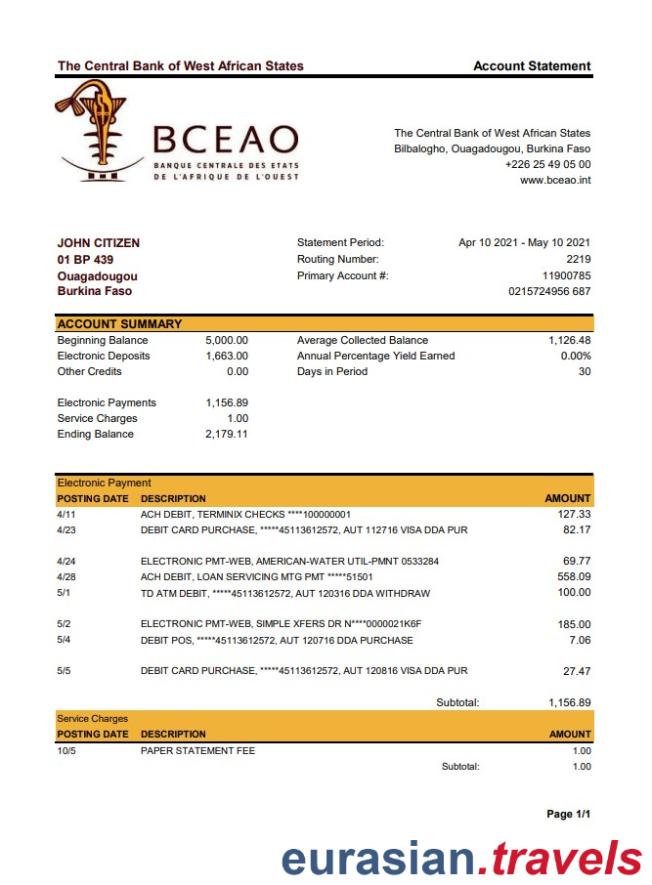 The Central Bank of West African States Account Statement
BCEAO
BANQUE CENTRALE DES ETATS
DE L'AFRIQUE DE L'OUEST
The Central Bank of West African States
Bilbalogho, Ouagadougou, Burkina Faso
+226 25 49 05 00
www.bceao.int
JOHN CITIZEN
01 BP 439
Ouagadougou
Burkina Faso
Statement Period: Apr 10 2021 - May 10 2021
Routing Number: 2219
Primary Account #: 11900785
0215724956 687
ACCOUNT SUMMARY
Beginning Balance 5,000.00 Average Collected Balance 1,126.48
Electronic Deposits 1,663.00 Annual Percentage Yield Earned 0.00%
Other Credits 0.00 Days in Period 30
Electronic Payments 1,156.89
Service Charges 1.00
Ending Balance 2,179.11
Electronic Payment
POSTING DATE DESCRIPTION AMOUNT
4/11 ACH DEBIT, TERMINIX CHECKS ****100000001 127.33
4/23 DEBIT CARD PURCHASE, *****45113612572, AUT 112716 VISA DDA PUR 82.17
4/24 ELECTRONIC PMT-WEB, AMERICAN-WATER UTIL-PMNT 0533284 69.77
4/28 ACH DEBIT, LOAN SERVICING MTG PMT *****51501 558.09
5/1 TD ATM DEBIT, *****45113612572, AUT 120316 DDA WITHDRAW 100.00
5/2 ELECTRONIC PMT-WEB, SIMPLE XFERS DR N****0000021K6F 185.00
5/4 DEBIT POS, *****45113612572, AUT 120716 DDA PURCHASE 7.06
5/5 DEBIT CARD PURCHASE, *****45113612572, AUT 120816 VISA DDA PUR 27.47
Subtotal: 1,156.89
Service Charges
POSTING DATE DESCRIPTION AMOUNT
10/5 PAPER STATEMENT FEE 1.00
Subtotal: 1.00
Page 1/1
eurasian.travels